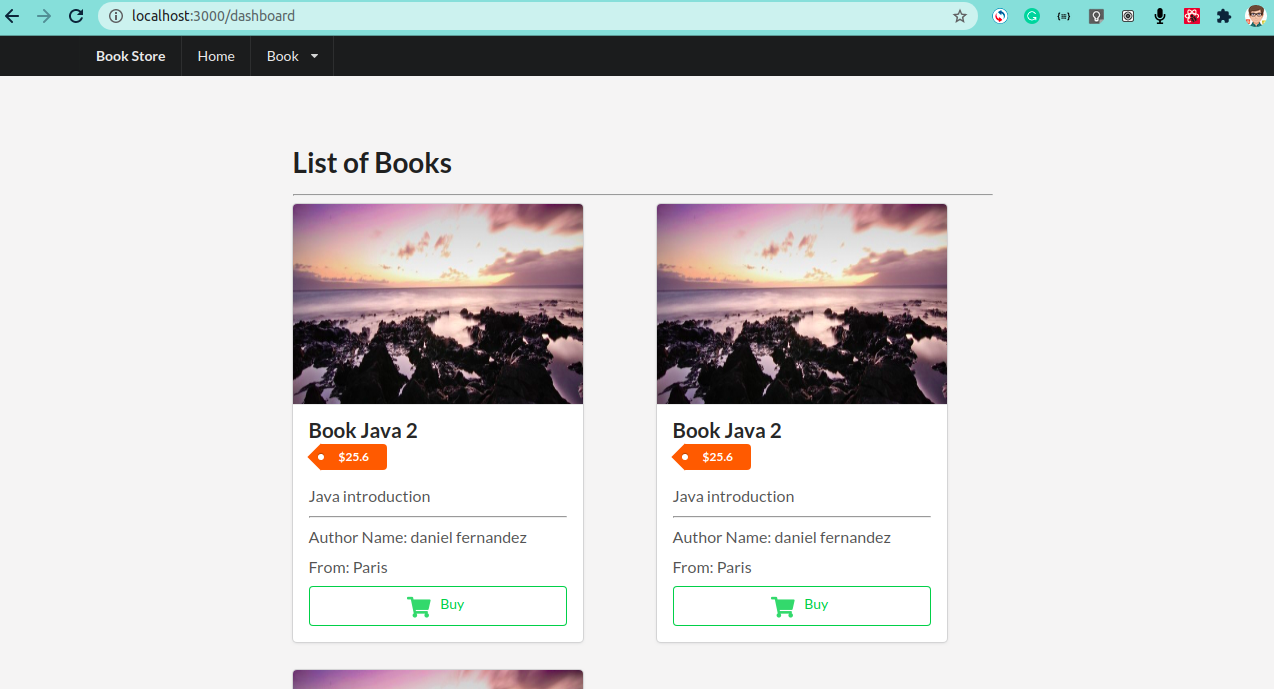 localhost:3000/dashboard
Book Store Home Book
List of Books
Book Java 2
$25.6
Java introduction
Author Name: daniel fernandez
From: Paris
Buy
Book Java 2
$25.6
Java introduction
Author Name: daniel fernandez
From: Paris
Buy